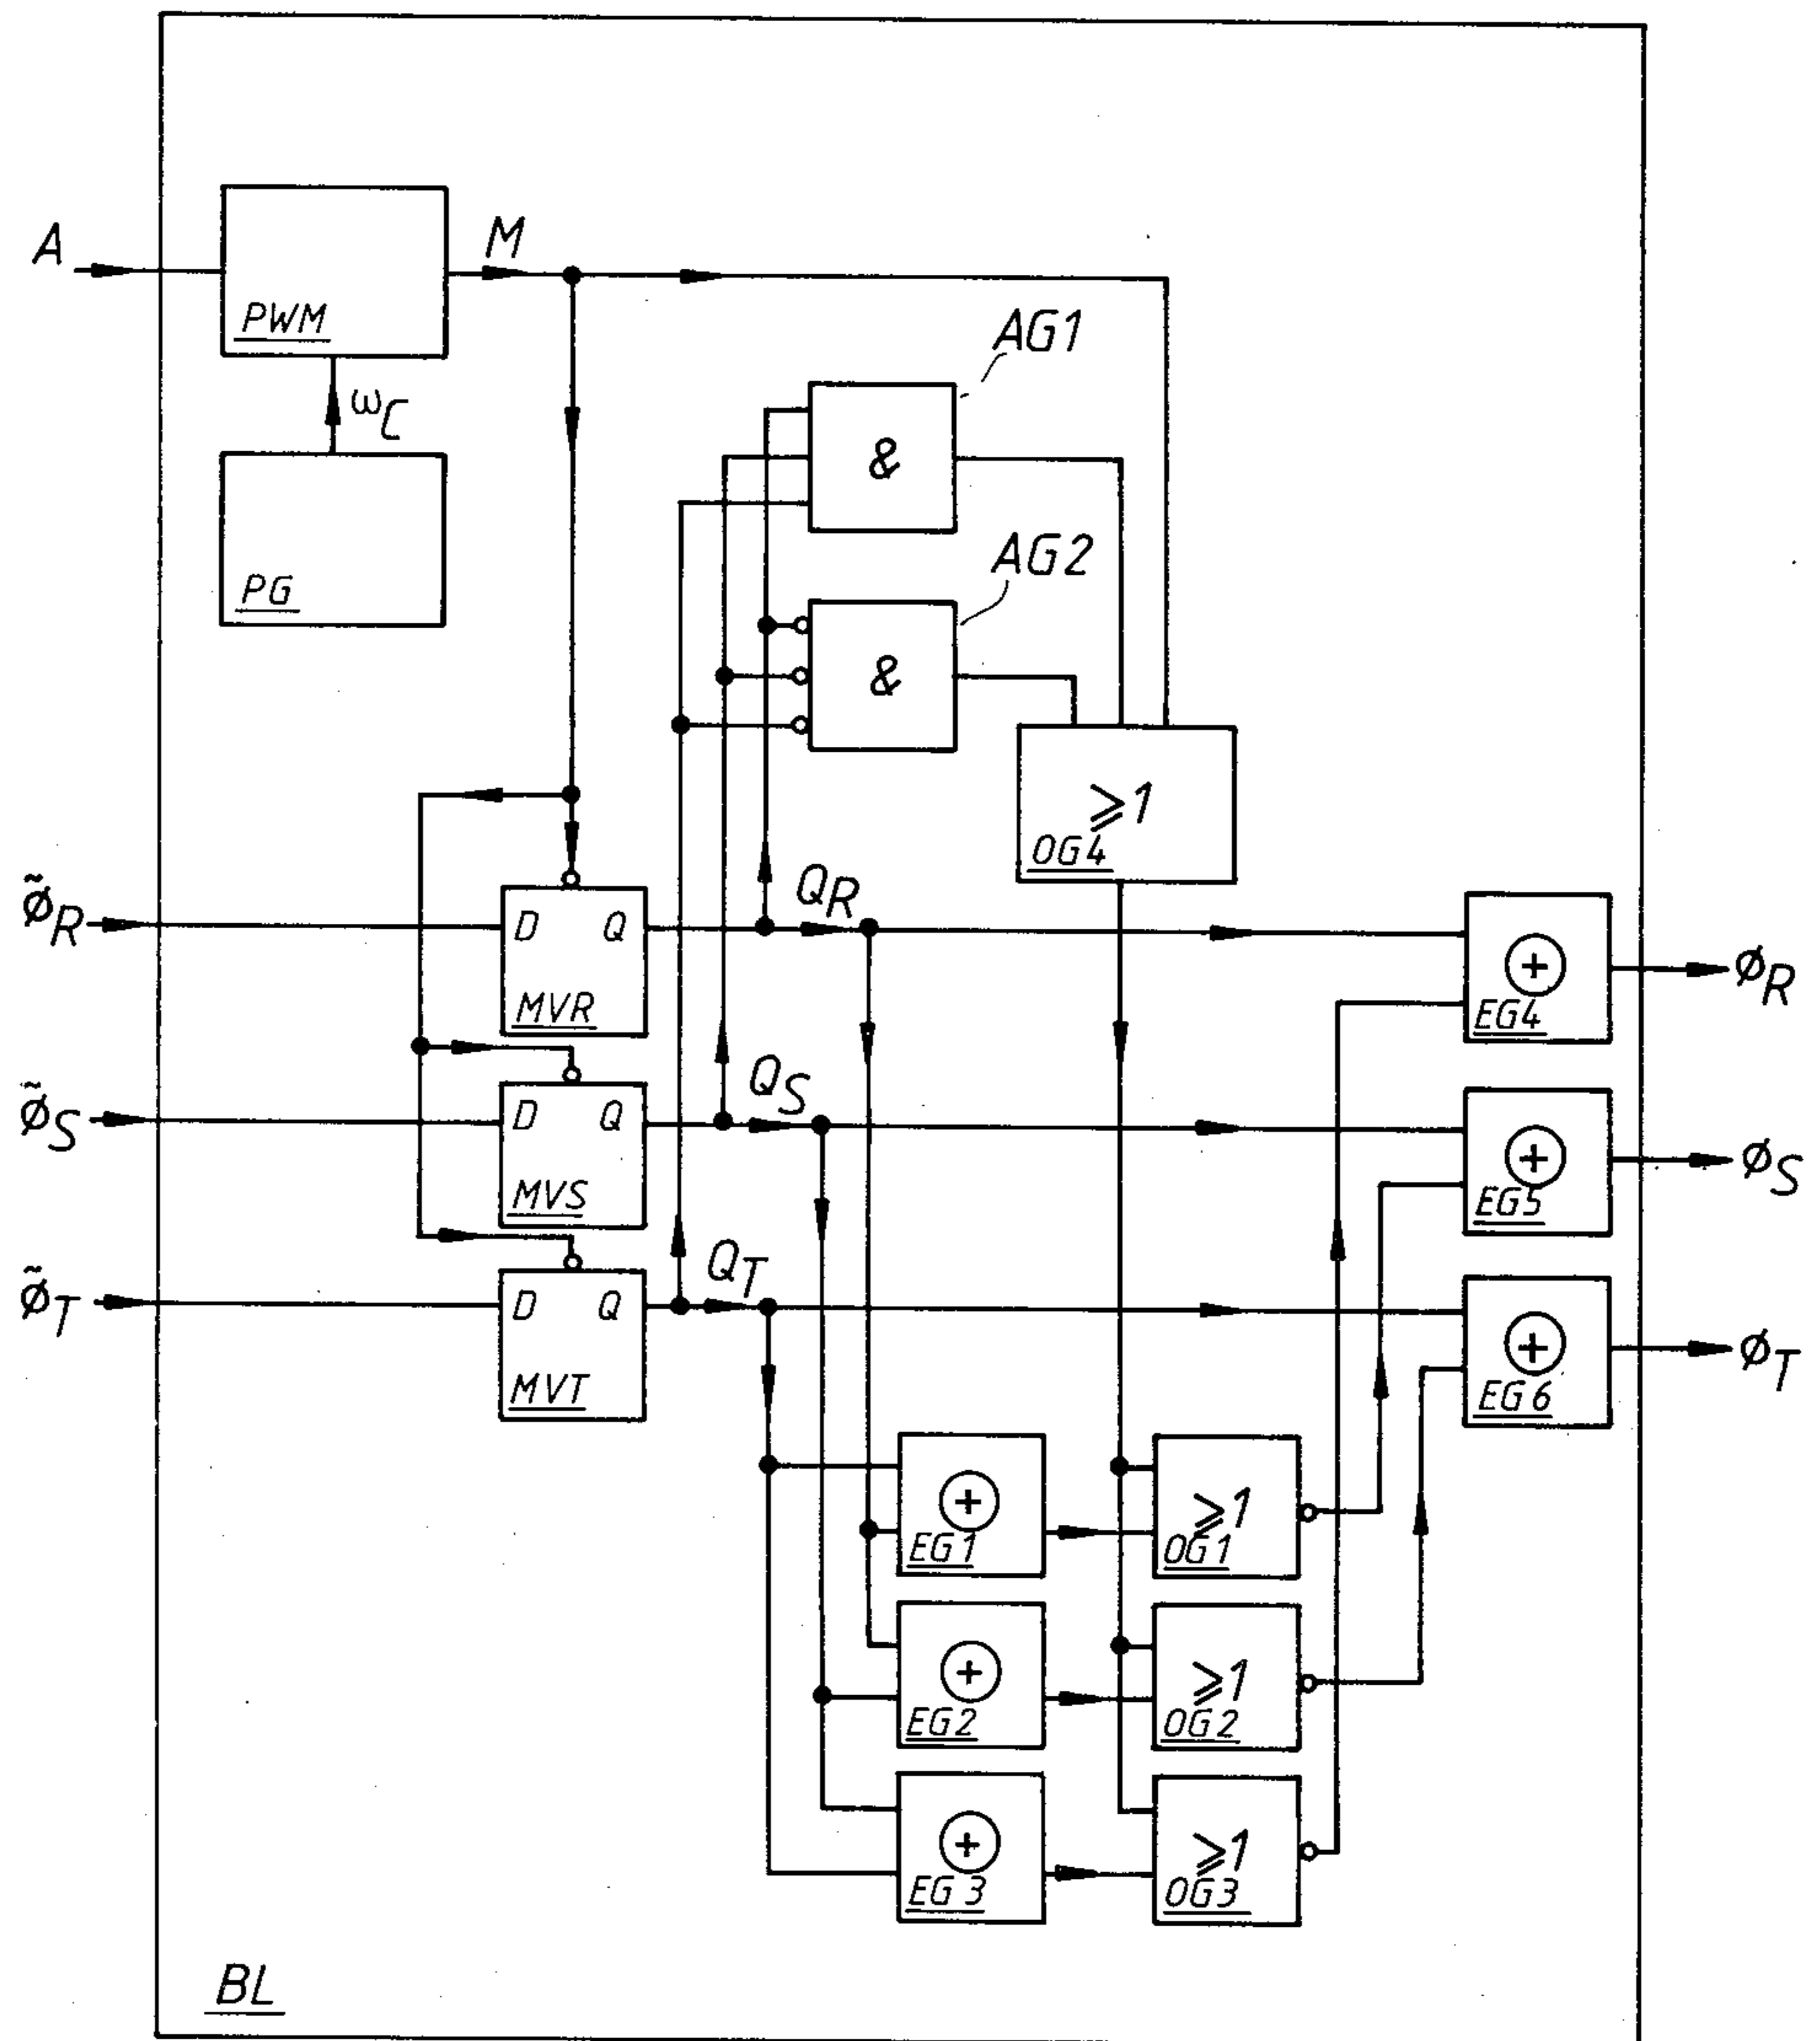 A
M
PWM
ωC
PG
AG1
&
AG2
&
≥1
OG4
φ̃R
D Q
MVR
QR
EG4
φR
φ̃S
D Q
MVS
QS
EG5
φS
φ̃T
D Q
MVT
QT
EG6
φT
EG1
≥1
OG1
EG2
≥1
OG2
EG3
≥1
OG3
BL